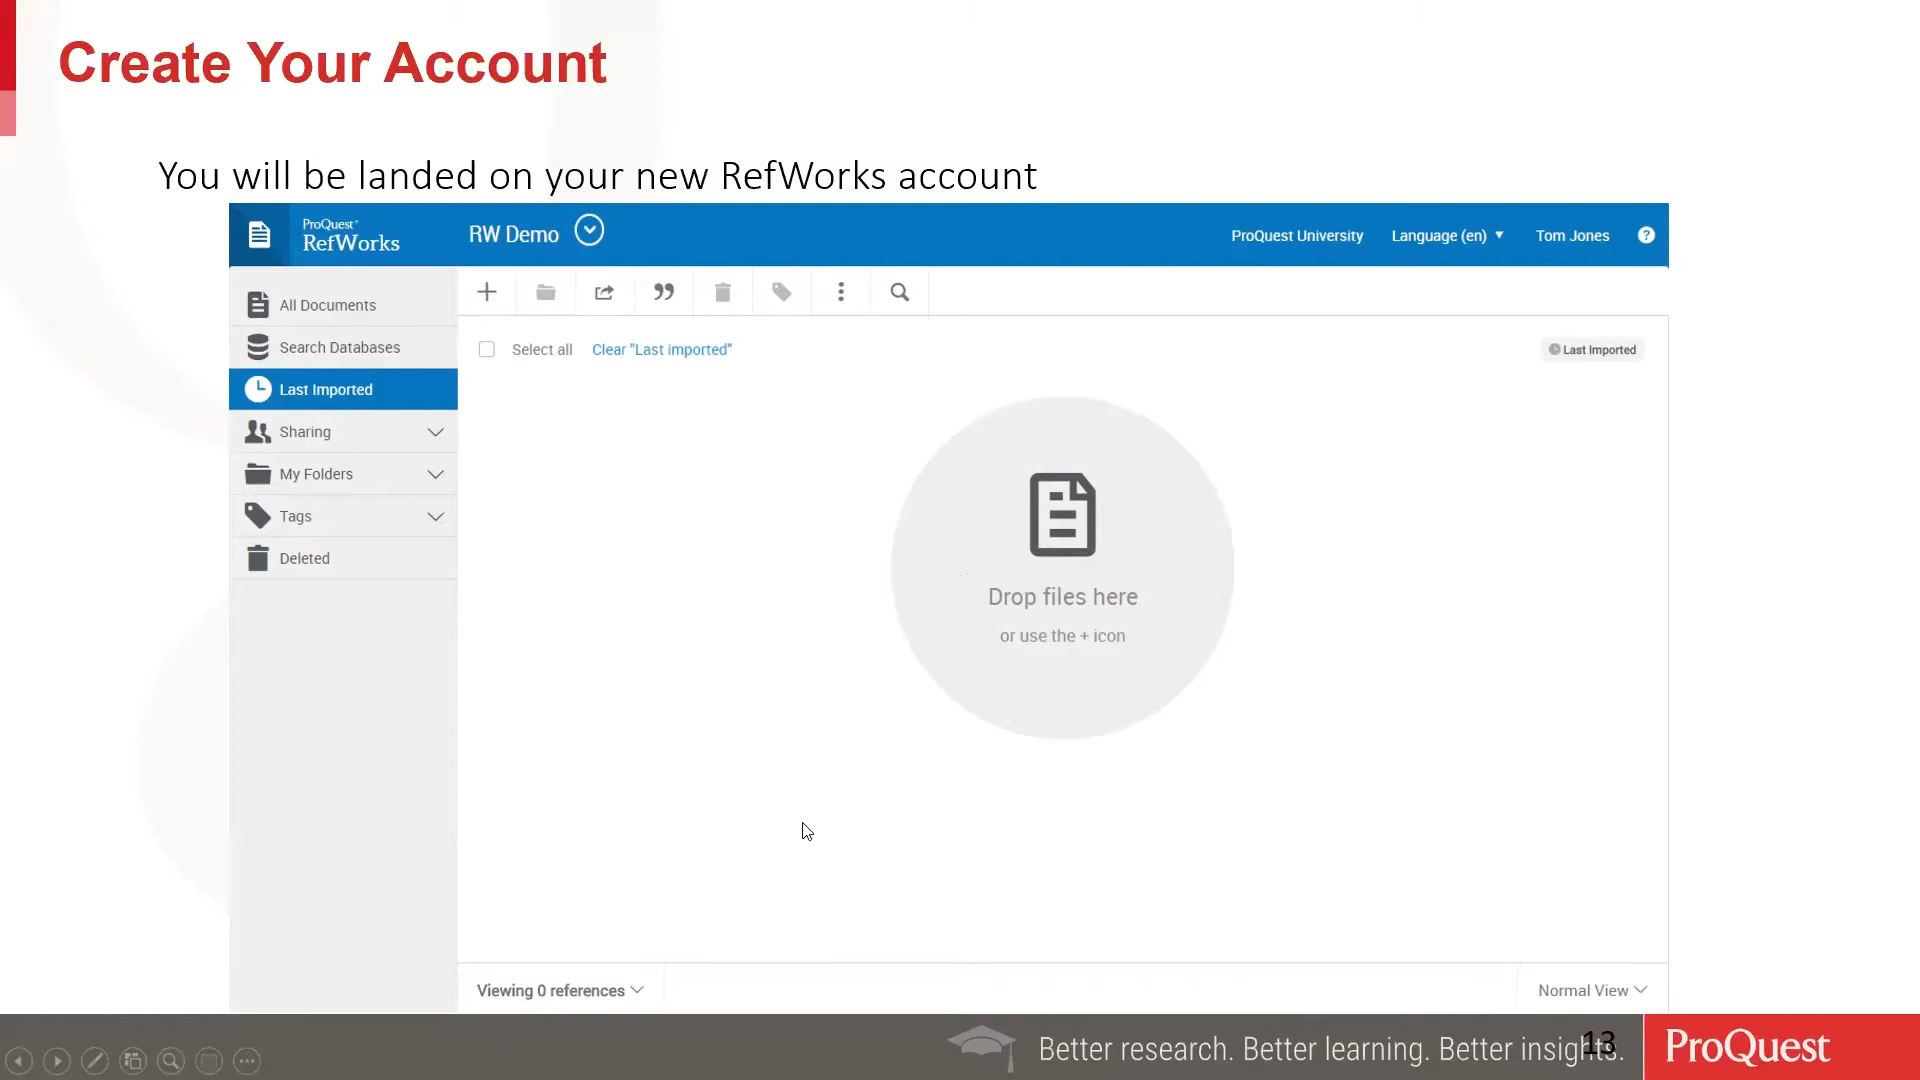 Create Your Account
You will be landed on your new RefWorks account
ProQuest
RefWorks
RW Demo
ProQuest University
Language (en)
Tom Jones
?
All Documents
Search Databases
Last Imported
Sharing
My Folders
Tags
Deleted
Select all
Clear "Last imported"
Last Imported
Drop files here
or use the + icon
Viewing 0 references
Normal View
Better research. Better learning. Better insights.
13
ProQuest